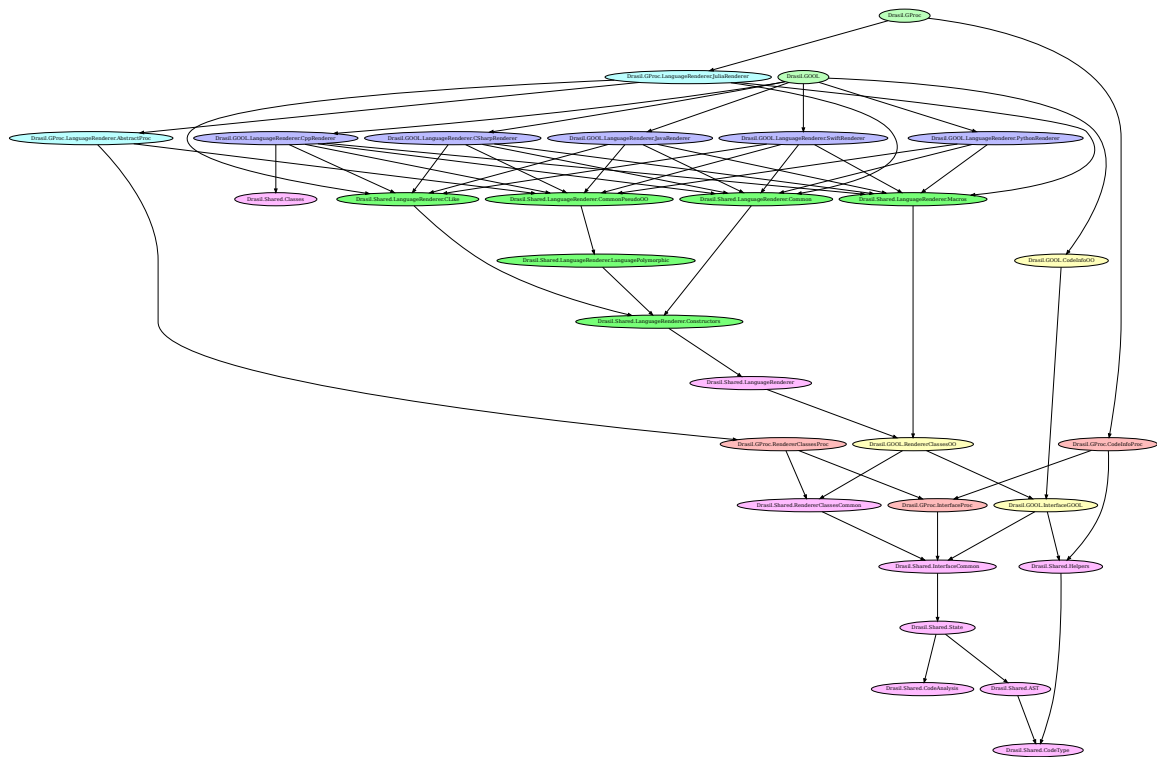 Drasil.GProc
Drasil.GProc.LanguageRenderer.JuliaRenderer
Drasil.GOOL
Drasil.GProc.LanguageRenderer.AbstractProc
Drasil.GOOL.LanguageRenderer.CppRenderer
Drasil.GOOL.LanguageRenderer.CSharpRenderer
Drasil.GOOL.LanguageRenderer.JavaRenderer
Drasil.GOOL.LanguageRenderer.SwiftRenderer
Drasil.GOOL.LanguageRenderer.PythonRenderer
Drasil.Shared.Classes
Drasil.Shared.LanguageRenderer.CLike
Drasil.Shared.LanguageRenderer.CommonPseudoOO
Drasil.Shared.LanguageRenderer.Common
Drasil.Shared.LanguageRenderer.Macros
Drasil.Shared.LanguageRenderer.LanguagePolymorphic
Drasil.GOOL.CodeInfoOO
Drasil.Shared.LanguageRenderer.Constructors
Drasil.Shared.LanguageRenderer
Drasil.GProc.RendererClassesProc
Drasil.GOOL.RendererClassesOO
Drasil.GProc.CodeInfoProc
Drasil.Shared.RendererClassesCommon
Drasil.GProc.InterfaceProc
Drasil.GOOL.InterfaceGOOL
Drasil.Shared.InterfaceCommon
Drasil.Shared.Helpers
Drasil.Shared.State
Drasil.Shared.CodeAnalysis
Drasil.Shared.AST
Drasil.Shared.CodeType